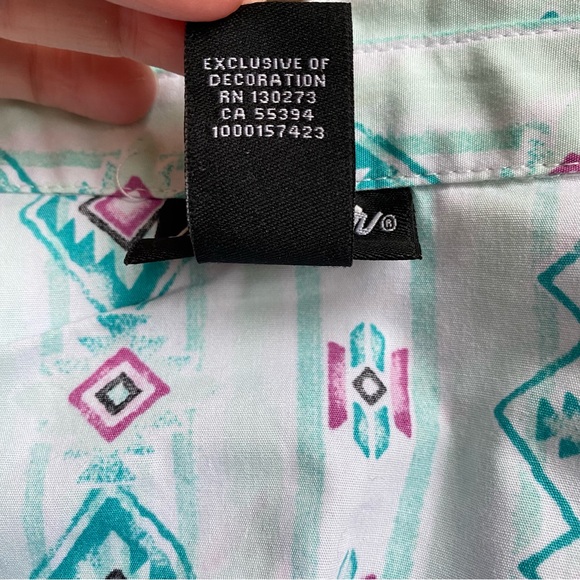 EXCLUSIVE OF
DECORATION
RN 130273
CA 55394
1000157423
®